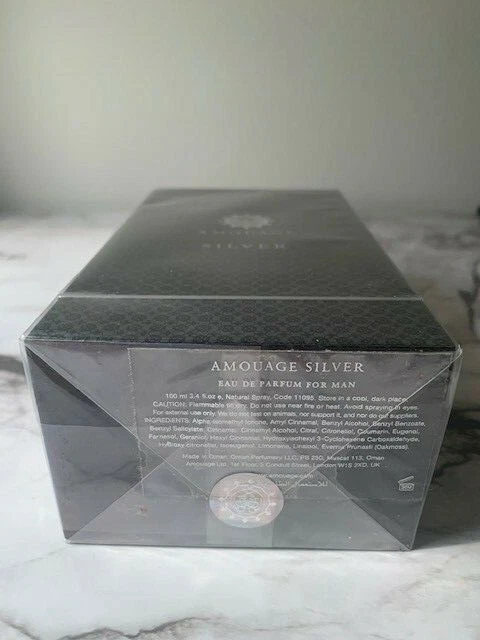 AMOUAGE
SILVER
AMOUAGE SILVER
EAU DE PARFUM FOR MAN
100 ml 3.4 fl.oz e, Natural Spray, Code 11095. Store in a cool, dark place.
CAUTION: Flammable till dry. Do not use near fire or heat. Avoid spraying in eyes.
For external use only. We do not test on animals, nor support it, and nor do our suppliers.
INGREDIENTS: Alpha Isomethyl Ionone, Amyl Cinnamal, Benzyl Alcohol, Benzyl Benzoate,
Benzyl Salicylate, Cinnamal, Cinnamyl Alcohol, Citral, Citronellol, Coumarin, Eugenol,
Farnesol, Geraniol, Hexyl Cinnamal, Hydroxyisohexyl 3-Cyclohexene Carboxaldehyde,
Hydroxycitronellal, Isoeugenol, Limonene, Linalool, Evernia Prunastri (Oakmoss).
Made in Oman. Oman Perfumery LLC, PB 230, Muscat 113, Oman
Amouage Ltd, 1st Floor, 5 Conduit Street, London W1S 2XD, UK
.amouage.com